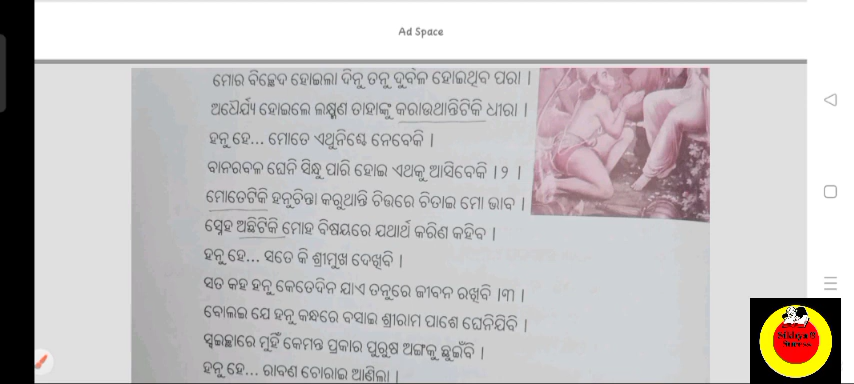 Ad Space
ମୋର ବିଚ୍ଛେଦ ହୋଇଲା ଦିନୁ ତନୁ ଦୁର୍ବଳ ହୋଇଥିବ ପରା ।
ଅଧୈର୍ଯ୍ୟ ହୋଇଲେ ଲକ୍ଷ୍ମଣ ତାହାଙ୍କୁ କରାଉଥାନ୍ତିଟିକି ଧୀରା ।
ହନୁ ହେ... ମୋତେ ଏଥୁନିଶ୍ଚେ ନେବେକି ।
ବାନରବଳ ଘେନି ସିନ୍ଧୁ ପାରି ହୋଇ ଏଥକୁ ଆସିବେକି ।୨ ।
ମୋତେଟିକି ହନୁଚିନ୍ତା କରୁଥାନ୍ତି ଚିଉରେ ଚିତାଇ ମୋ ଭାବ ।
ସ୍ନେହ ଅଛିଟିକି ମୋହ ବିଷୟରେ ଯଥାର୍ଥ କରିଣ କହିବ ।
ହନୁ ହେ... ସତେ କି ଶ୍ରୀମୁଖ ଦେଖିବି ।
ସତ କହ ହନୁ କେତେଦିନ ଯାଏ ତନୁରେ ଜୀବନ ରଖିବି ।୩ ।
ବୋଲଇ ଯେ ହନୁ କନ୍ଧରେ ବସାଇ ଶ୍ରୀରାମ ପାଶେ ଘେନିଯିବି ।
ସ୍ୱଇଚ୍ଛାରେ ମୁହିଁ କେମନ୍ତ ପ୍ରକାର ପୁରୁଷ ଅଙ୍ଗକୁ ଛୁଇଁବି ।
ହନୁ ହେ... ରାବଣ ଚୋରାଇ ଆଣିଲା ।